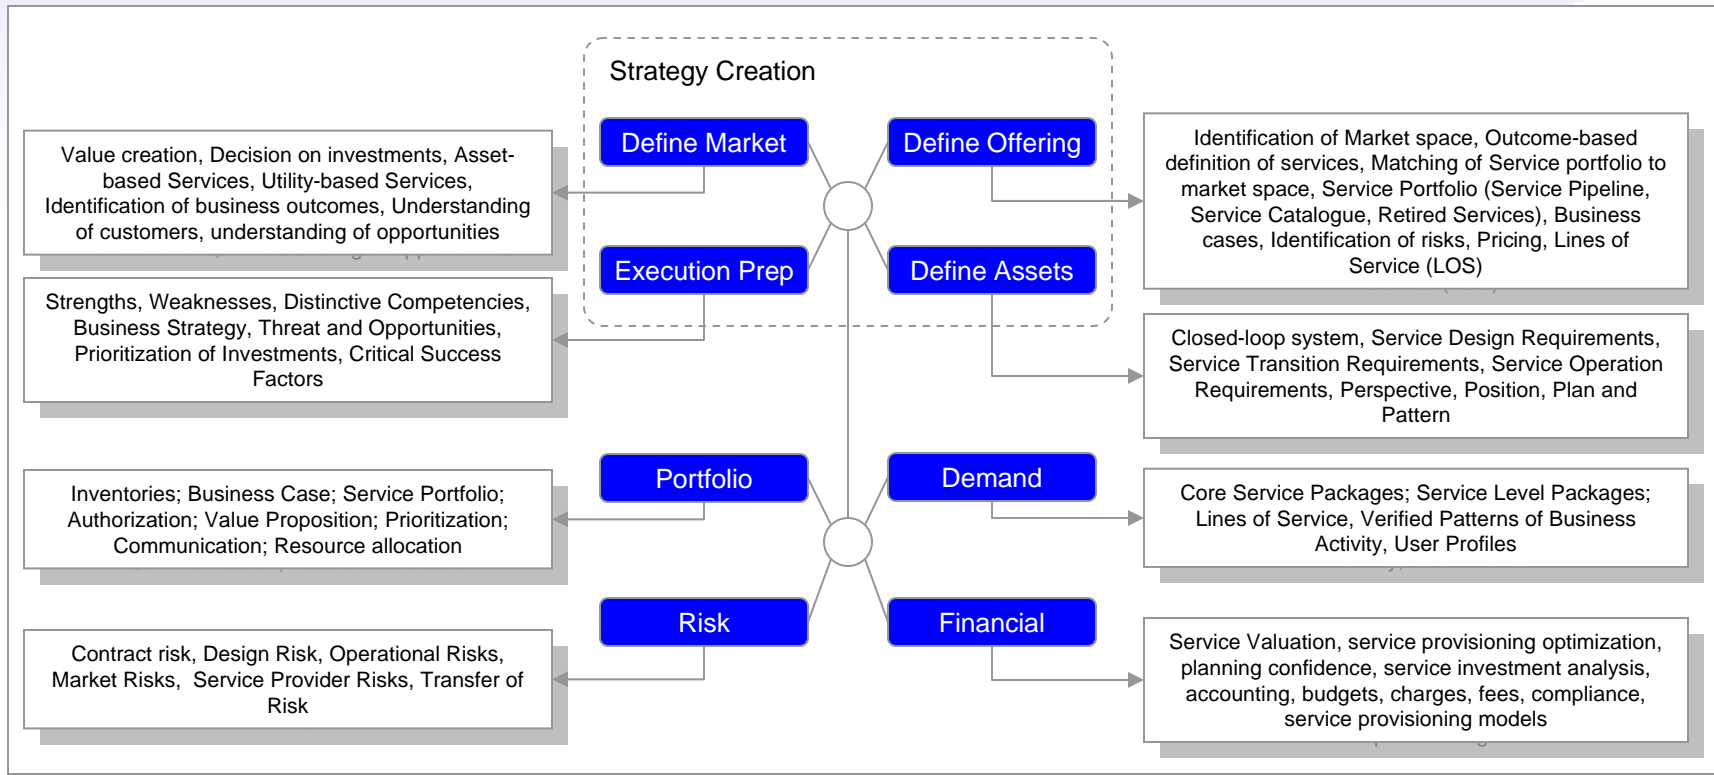 Strategy Creation
Define Market
Define Offering
Execution Prep
Define Assets
Value creation, Decision on investments, Asset-
based Services, Utility-based Services,
Identification of business outcomes, Understanding
of customers, understanding of opportunities
Identification of Market space, Outcome-based
definition of services, Matching of Service portfolio to
market space, Service Portfolio (Service Pipeline,
Service Catalogue, Retired Services), Business
cases, Identification of risks, Pricing, Lines of
Service (LOS)
Strengths, Weaknesses, Distinctive Competencies,
Business Strategy, Threat and Opportunities,
Prioritization of Investments, Critical Success
Factors
Closed-loop system, Service Design Requirements,
Service Transition Requirements, Service Operation
Requirements, Perspective, Position, Plan and
Pattern
Portfolio
Demand
Inventories; Business Case; Service Portfolio;
Authorization; Value Proposition; Prioritization;
Communication; Resource allocation
Core Service Packages; Service Level Packages;
Lines of Service, Verified Patterns of Business
Activity, User Profiles
Risk
Financial
Contract risk, Design Risk, Operational Risks,
Market Risks,  Service Provider Risks, Transfer of
Risk
Service Valuation, service provisioning optimization,
planning confidence, service investment analysis,
accounting, budgets, charges, fees, compliance,
service provisioning models